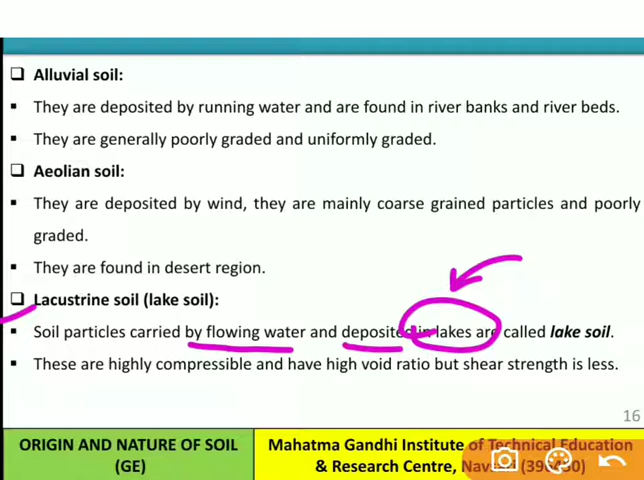 Alluvial soil:
They are deposited by running water and are found in river banks and river beds.
They are generally poorly graded and uniformly graded.
Aeolian soil:
They are deposited by wind, they are mainly coarse grained particles and poorly
graded.
They are found in desert region.
Lacustrine soil (lake soil):
Soil particles carried by flowing water and deposited in lakes are called lake soil.
These are highly compressible and have high void ratio but shear strength is less.
16
ORIGIN AND NATURE OF SOIL
(GE)
Mahatma Gandhi Institute of Technical Education
& Research Centre,